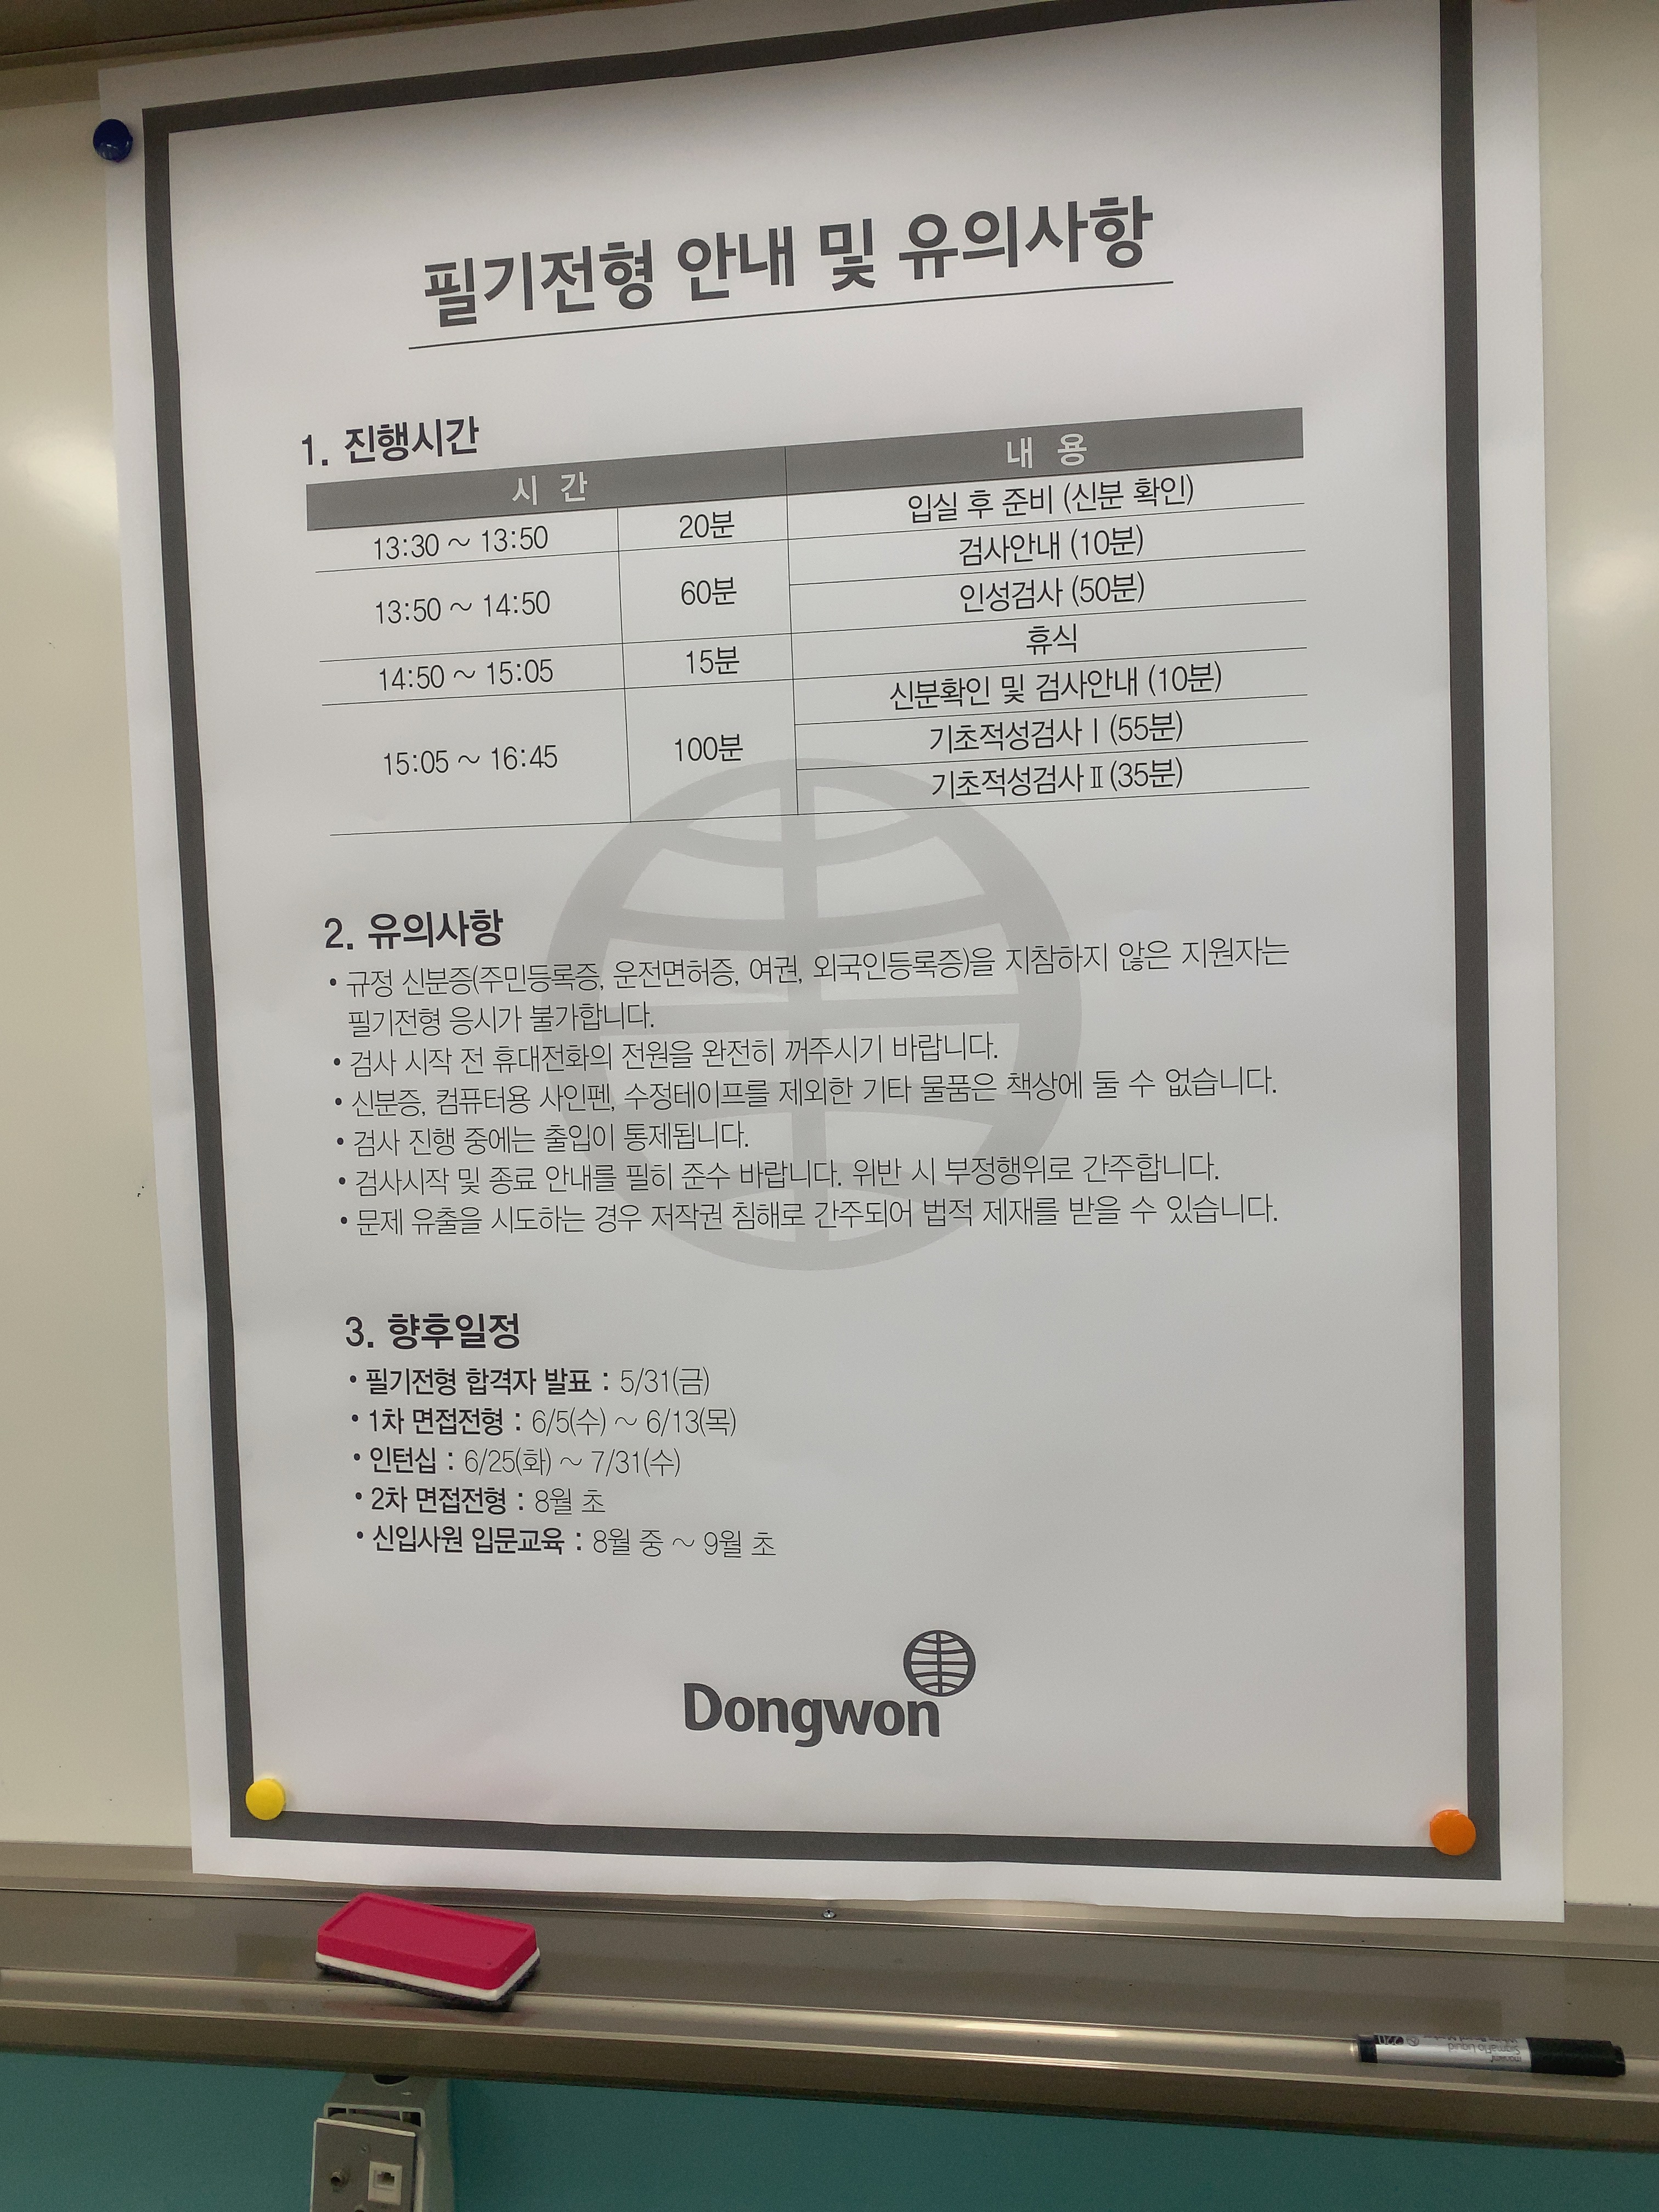 필기전형 안내 및 유의사항
1. 진행시간
시 간 내 용
13:30 ~ 13:50 20분 입실 후 준비 (신분 확인)
13:50 ~ 14:50 60분 검사안내 (10분)
인성검사 (50분)
14:50 ~ 15:05 15분 휴식
15:05 ~ 16:45 100분 신분확인 및 검사안내 (10분)
기초적성검사 Ⅰ (55분)
기초적성검사 Ⅱ (35분)
2. 유의사항
• 규정 신분증(주민등록증, 운전면허증, 여권, 외국인등록증)을 지참하지 않은 지원자는
필기전형 응시가 불가합니다.
• 검사 시작 전 휴대전화의 전원을 완전히 꺼주시기 바랍니다.
• 신분증, 컴퓨터용 사인펜, 수정테이프를 제외한 기타 물품은 책상에 둘 수 없습니다.
• 검사 진행 중에는 출입이 통제됩니다.
• 검사시작 및 종료 안내를 필히 준수 바랍니다. 위반 시 부정행위로 간주합니다.
• 문제 유출을 시도하는 경우 저작권 침해로 간주되어 법적 제재를 받을 수 있습니다.
3. 향후일정
• 필기전형 합격자 발표 : 5/31(금)
• 1차 면접전형 : 6/5(수) ~ 6/13(목)
• 인턴십 : 6/25(화) ~ 7/31(수)
• 2차 면접전형 : 8월 초
• 신입사원 입문교육 : 8월 중 ~ 9월 초
Dongwon